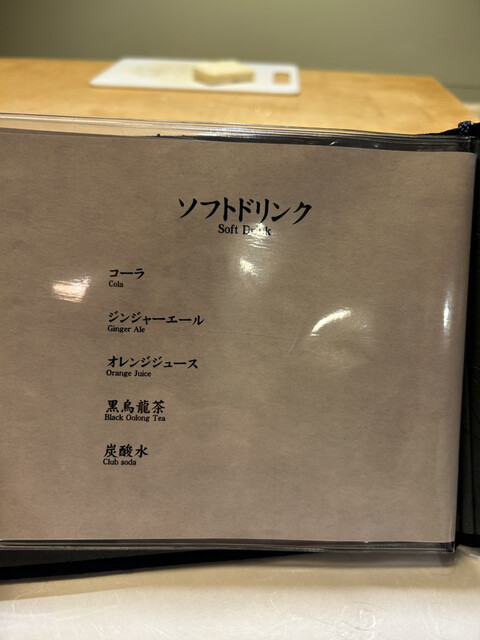 ソフトドリンク
Soft
コーラ
Cola
ジンジャーエール
Ginger Ale
オレンジジュース
Orange Juice
黒烏龍茶
Black Oolong Tea
炭酸水
Club soda